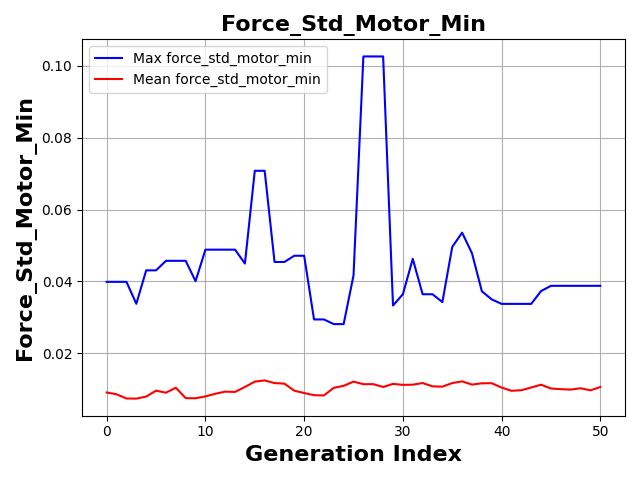 Force_Std_Motor_Min
Max force_std_motor_min
Mean force_std_motor_min
Force_Std_Motor_Min
0.10
0.08
0.06
0.04
0.02
0 10 20 30 40 50
Generation Index